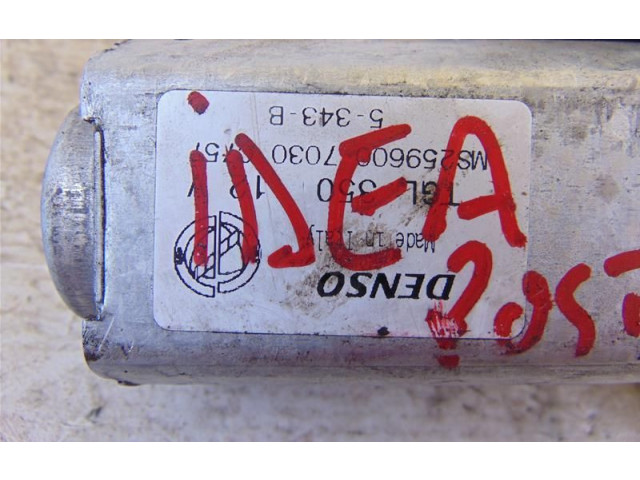 DENSO
Made in Italy
TGL 350 12 V
MS259600-7030
5-343-B
IDEA